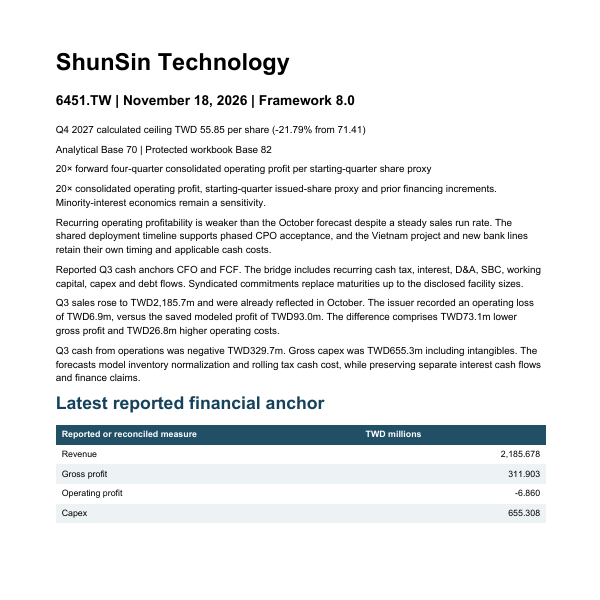 ShunSin Technology
6451.TW | November 18, 2026 | Framework 8.0
Q4 2027 calculated ceiling TWD 55.85 per share (-21.79% from 71.41)
Analytical Base 70 | Protected workbook Base 82
20× forward four-quarter consolidated operating profit per starting-quarter share proxy
20× consolidated operating profit, starting-quarter issued-share proxy and prior financing increments.
Minority-interest economics remain a sensitivity.
Recurring operating profitability is weaker than the October forecast despite a steady sales run rate. The
shared deployment timeline supports phased CPO acceptance, and the Vietnam project and new bank lines
retain their own timing and applicable cash costs.
Reported Q3 cash anchors CFO and FCF. The bridge includes recurring cash tax, interest, D&A, SBC, working
capital, capex and debt flows. Syndicated commitments replace maturities up to the disclosed facility sizes.
Q3 sales rose to TWD2,185.7m and were already reflected in October. The issuer recorded an operating loss
of TWD6.9m, versus the saved modeled profit of TWD93.0m. The difference comprises TWD73.1m lower
gross profit and TWD26.8m higher operating costs.
Q3 cash from operations was negative TWD329.7m. Gross capex was TWD655.3m including intangibles. The
forecasts model inventory normalization and rolling tax cash cost, while preserving separate interest cash flows
and finance claims.
Latest reported financial anchor
Reported or reconciled measure TWD millions
Revenue 2,185.678
Gross profit 311.903
Operating profit -6.860
Capex 655.308